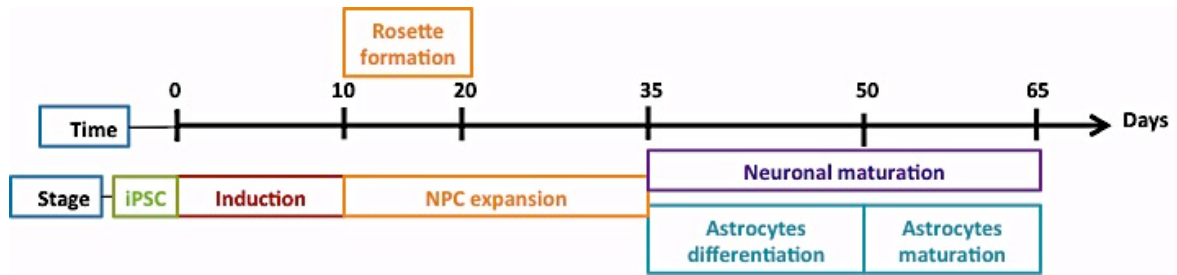 Rosette
formation
0 10 20 35 50 65
Time Days
Neuronal maturation
Stage iPSC Induction NPC expansion
Astrocytes Astrocytes
differentiation maturation